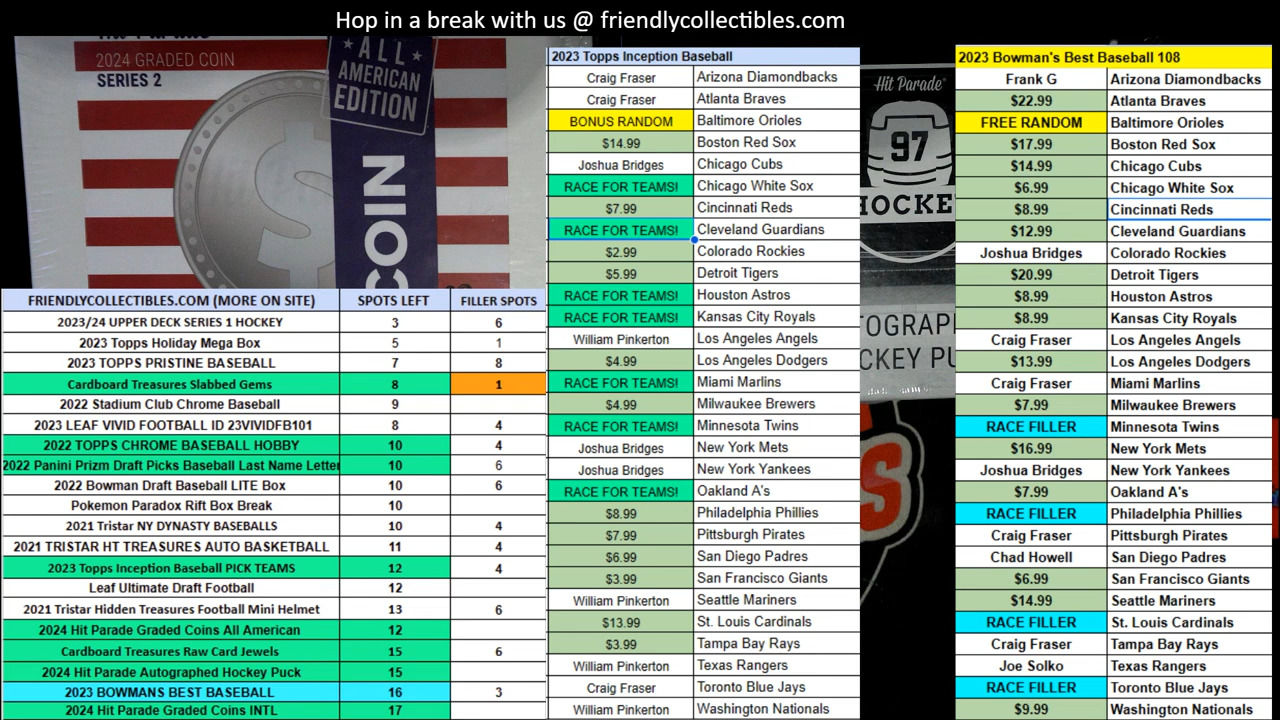 Hop in a break with us @ friendlycollectibles.com
2024 GRADED COIN
SERIES 2
ALL
AMERICAN
EDITION
COIN
Hit Parade
97
HOCKE
TOGRAP
CKEY PU
FRIENDLYCOLLECTIBLES.COM (MORE ON SITE) SPOTS LEFT FILLER SPOTS
2023/24 UPPER DECK SERIES 1 HOCKEY 3 6
2023 Topps Holiday Mega Box 5 1
2023 TOPPS PRISTINE BASEBALL 7 8
Cardboard Treasures Slabbed Gems 8 1
2022 Stadium Club Chrome Baseball 9
2023 LEAF VIVID FOOTBALL ID 23VIVIDFB101 8 4
2022 TOPPS CHROME BASEBALL HOBBY 10 4
2022 Panini Prizm Draft Picks Baseball Last Name Letter 10 6
2022 Bowman Draft Baseball LITE Box 10 6
Pokemon Paradox Rift Box Break 10
2021 Tristar NY DYNASTY BASEBALLS 10 4
2021 TRISTAR HT TREASURES AUTO BASKETBALL 11 4
2023 Topps Inception Baseball PICK TEAMS 12 4
Leaf Ultimate Draft Football 12
2021 Tristar Hidden Treasures Football Mini Helmet 13 6
2024 Hit Parade Graded Coins All American 12
Cardboard Treasures Raw Card Jewels 15 6
2024 Hit Parade Autographed Hockey Puck 15
2023 BOWMANS BEST BASEBALL 16 3
2024 Hit Parade Graded Coins INTL 17
2023 Topps Inception Baseball
Craig Fraser Arizona Diamondbacks
Craig Fraser Atlanta Braves
BONUS RANDOM Baltimore Orioles
$14.99 Boston Red Sox
Joshua Bridges Chicago Cubs
RACE FOR TEAMS! Chicago White Sox
$7.99 Cincinnati Reds
RACE FOR TEAMS! Cleveland Guardians
$2.99 Colorado Rockies
$5.99 Detroit Tigers
RACE FOR TEAMS! Houston Astros
RACE FOR TEAMS! Kansas City Royals
William Pinkerton Los Angeles Angels
$4.99 Los Angeles Dodgers
RACE FOR TEAMS! Miami Marlins
$4.99 Milwaukee Brewers
RACE FOR TEAMS! Minnesota Twins
Joshua Bridges New York Mets
Joshua Bridges New York Yankees
RACE FOR TEAMS! Oakland A's
$8.99 Philadelphia Phillies
$7.99 Pittsburgh Pirates
$6.99 San Diego Padres
$3.99 San Francisco Giants
William Pinkerton Seattle Mariners
$13.99 St. Louis Cardinals
$3.99 Tampa Bay Rays
William Pinkerton Texas Rangers
Craig Fraser Toronto Blue Jays
William Pinkerton Washington Nationals
2023 Bowman's Best Baseball 108
Frank G Arizona Diamondbacks
$22.99 Atlanta Braves
FREE RANDOM Baltimore Orioles
$17.99 Boston Red Sox
$14.99 Chicago Cubs
$6.99 Chicago White Sox
$8.99 Cincinnati Reds
$12.99 Cleveland Guardians
Joshua Bridges Colorado Rockies
$20.99 Detroit Tigers
$8.99 Houston Astros
$8.99 Kansas City Royals
Craig Fraser Los Angeles Angels
$13.99 Los Angeles Dodgers
Craig Fraser Miami Marlins
$7.99 Milwaukee Brewers
RACE FILLER Minnesota Twins
$16.99 New York Mets
Joshua Bridges New York Yankees
$7.99 Oakland A's
RACE FILLER Philadelphia Phillies
Craig Fraser Pittsburgh Pirates
Chad Howell San Diego Padres
$6.99 San Francisco Giants
$14.99 Seattle Mariners
RACE FILLER St. Louis Cardinals
Craig Fraser Tampa Bay Rays
Joe Solko Texas Rangers
RACE FILLER Toronto Blue Jays
$9.99 Washington Nationals